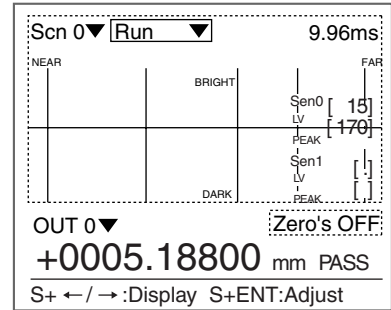 Scn 0▼ Run ▼ 9.96ms
NEAR FAR
BRIGHT
Sen0 [ 15]
LV [ 170]
PEAK
Sen1
LV [ . ]
DARK PEAK [ ]
OUT 0▼ Zero's OFF
+0005.18800 mm PASS
S+ ←/→:Display S+ENT:Adjust